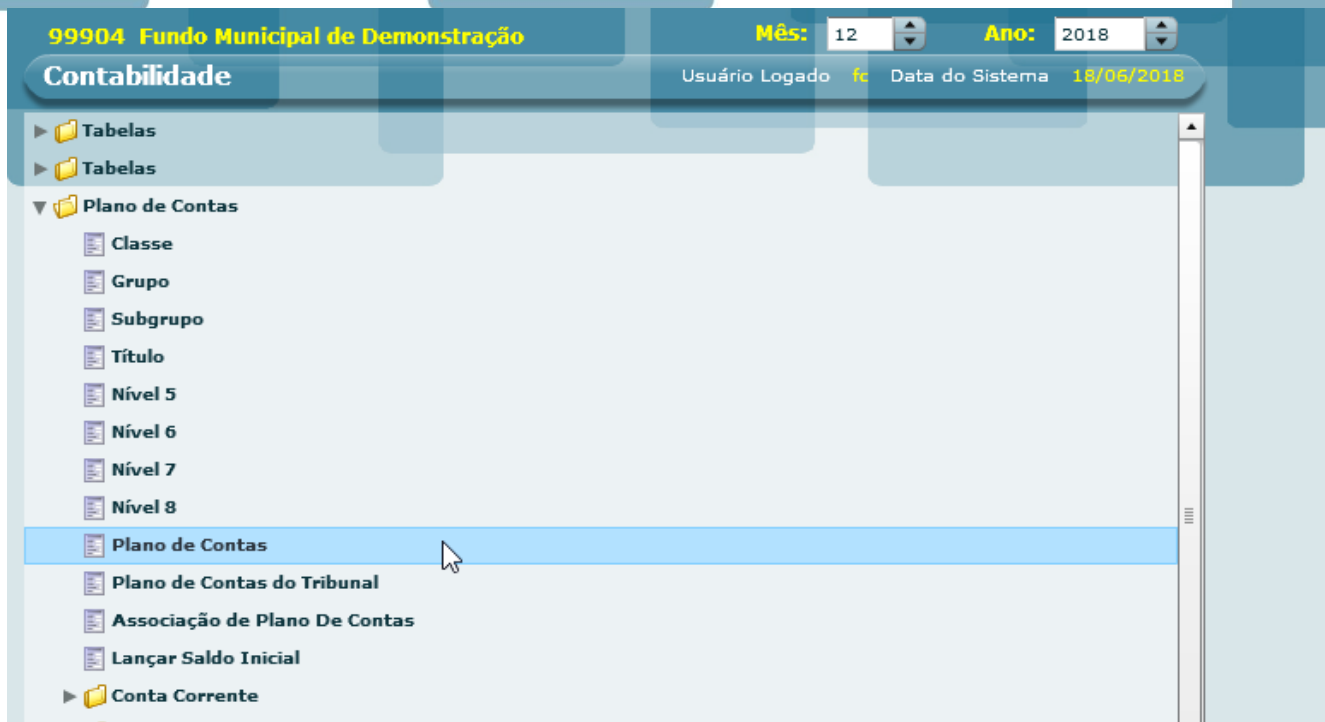 99904 Fundo Municipal de Demonstração Mês: 12 Ano: 2018
Contabilidade Usuário Logado fc Data do Sistema 18/06/2018
Tabelas
Tabelas
Plano de Contas
Classe
Grupo
Subgrupo
Título
Nível 5
Nível 6
Nível 7
Nível 8
Plano de Contas
Plano de Contas do Tribunal
Associação de Plano De Contas
Lançar Saldo Inicial
Conta Corrente